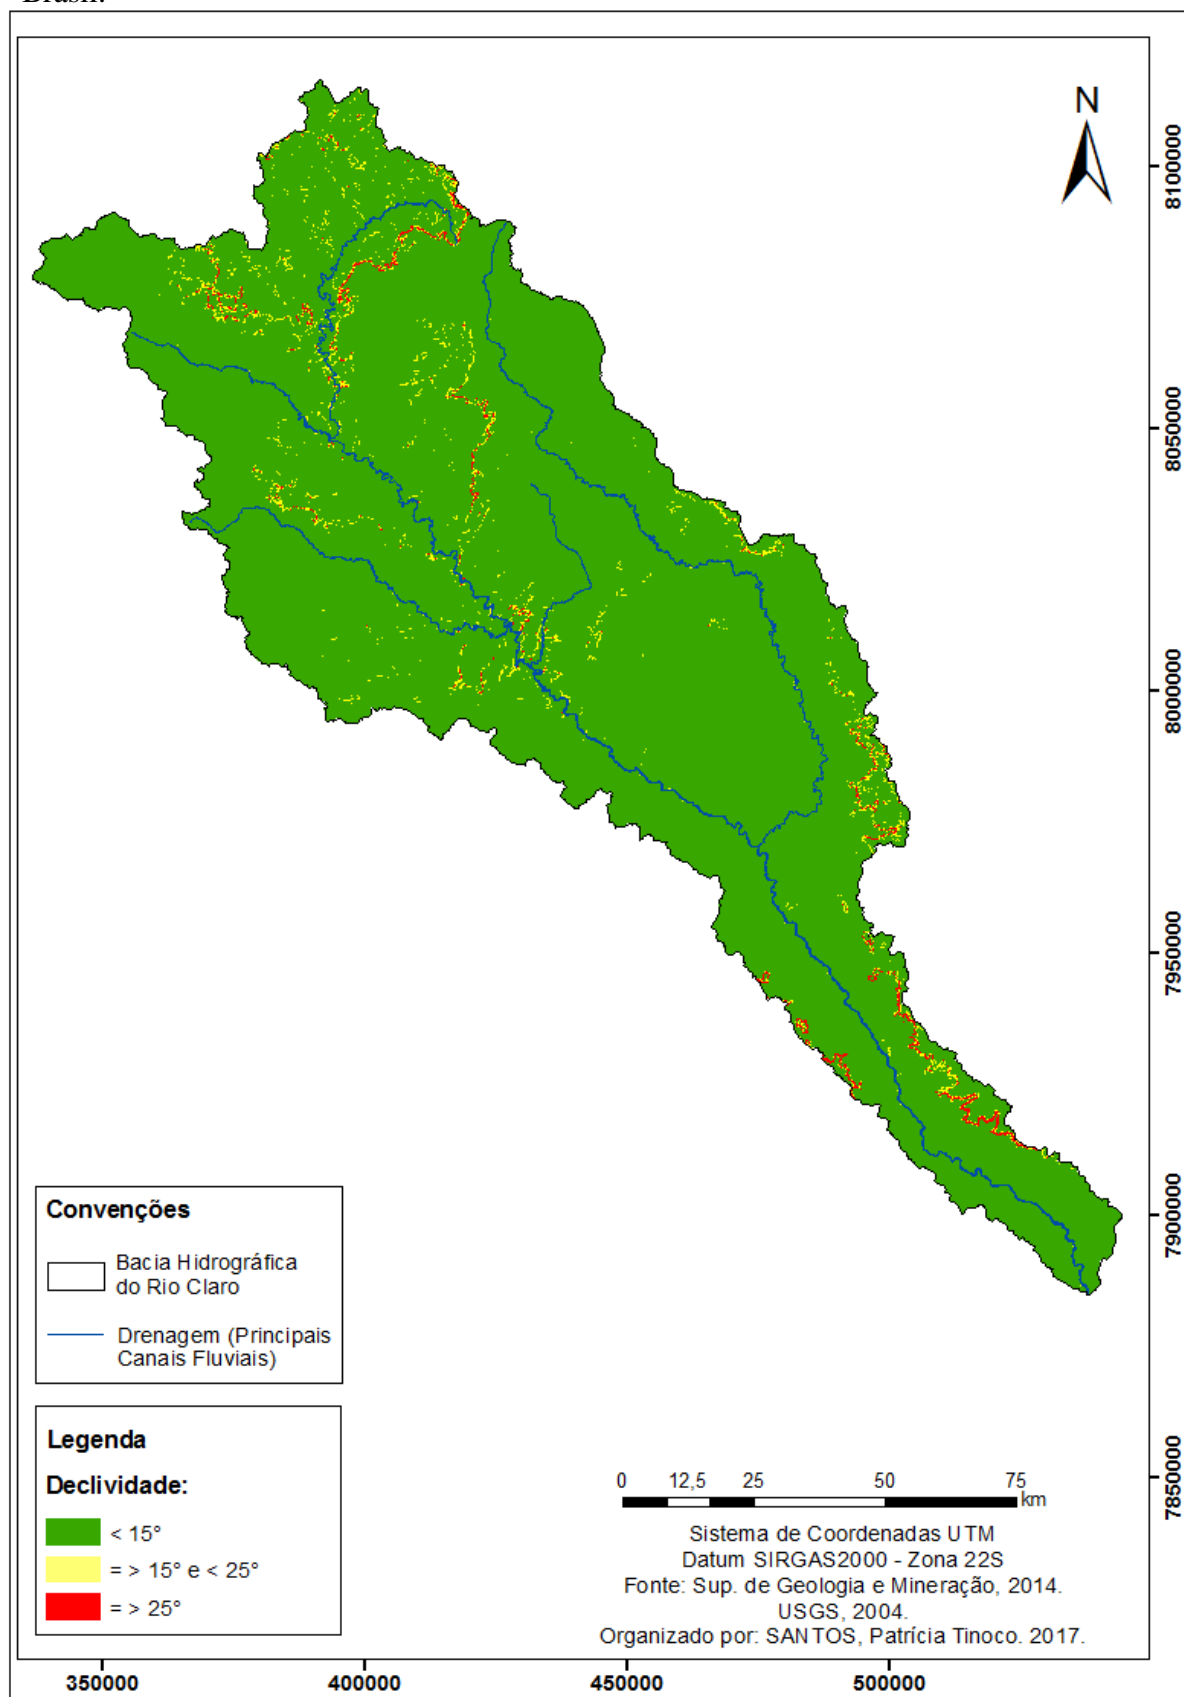 Brasil.
N
8100000
8050000
8000000
7950000
7900000
7850000
Convenções
Bacia Hidrográfica
do Rio Claro
Drenagem (Principais
Canais Fluviais)
Legenda
Declividade:
< 15°
= > 15° e < 25°
= > 25°
0 12,5 25 50 75
km
Sistema de Coordenadas UTM
Datum SIRGAS2000 - Zona 22S
Fonte: Sup. de Geologia e Mineração, 2014.
USGS, 2004.
Organizado por: SANTOS, Patrícia Tinoco. 2017.
350000 400000 450000 500000